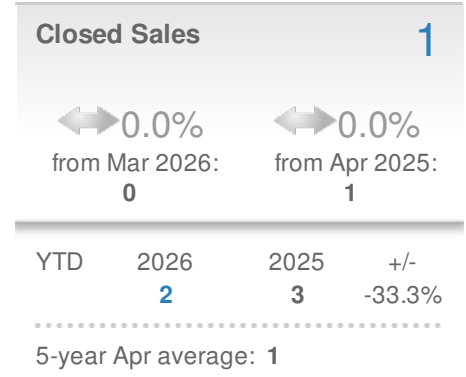 Closed Sales 1
0.0% 0.0%
from Mar 2026: from Apr 2025:
0 1
YTD 2026 2025 +/-
2 3 -33.3%
5-year Apr average: 1